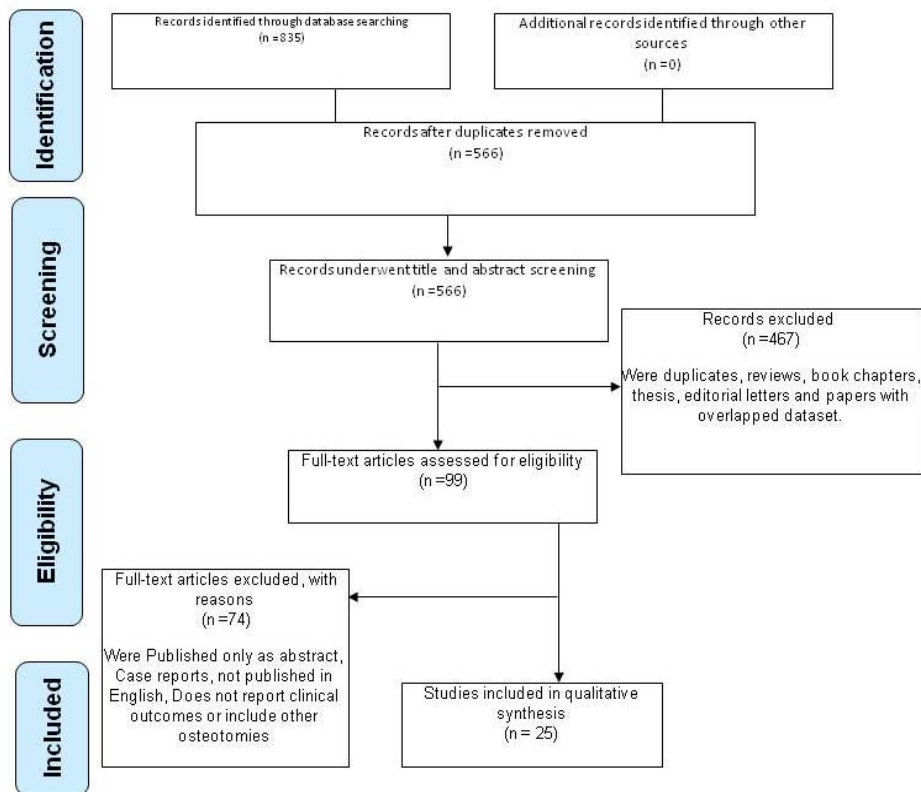 Identification
Records identified through database searching
(n =835)
Additional records identified through other
sources
(n =0)
Records after duplicates removed
(n =566)
Screening
Records underwent title and abstract screening
(n =566)
Records excluded
(n =467)
Were duplicates, reviews, book chapters,
thesis, editorial letters and papers with
overlapped dataset.
Eligibility
Full-text articles assessed for eligibility
(n =99)
Full-text articles excluded, with
reasons
(n =74)
Were Published only as abstract,
Case reports, not published in
English, Does not report clinical
outcomes or include other
osteotomies
Included
Studies included in qualitative
synthesis
(n = 25)